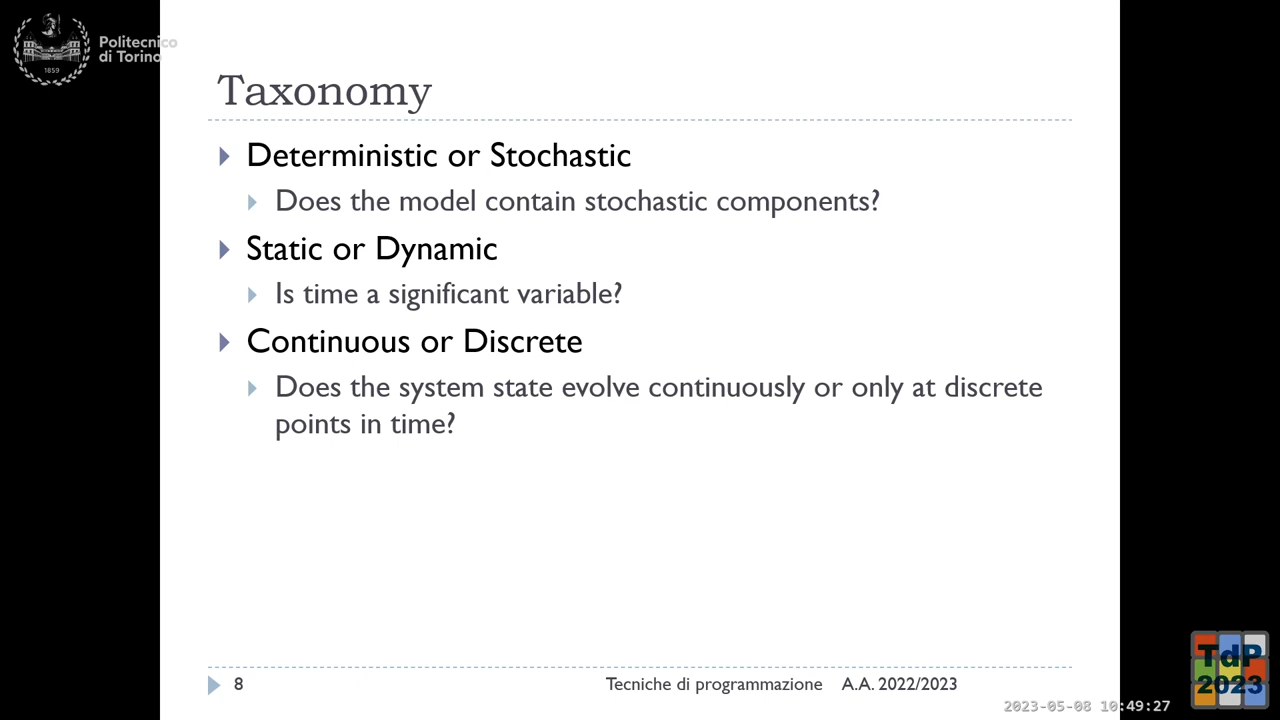 Politecnico
di Torino
1859
Taxonomy
Deterministic or Stochastic
Does the model contain stochastic components?
Static or Dynamic
Is time a significant variable?
Continuous or Discrete
Does the system state evolve continuously or only at discrete
points in time?
8
Tecniche di programmazione A.A. 2022/2023
2023-05-08 10:49:27
TdP
2023